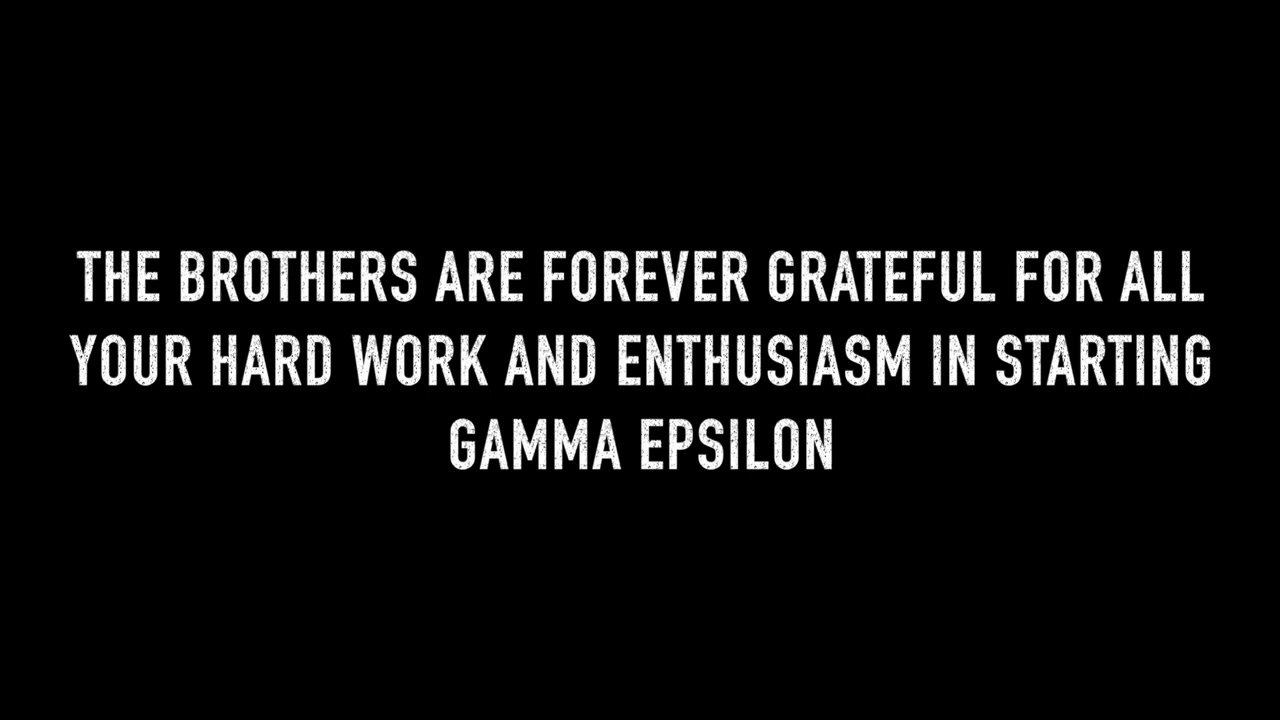 THE BROTHERS ARE FOREVER GRATEFUL FOR ALL
YOUR HARD WORK AND ENTHUSIASM IN STARTING
GAMMA EPSILON